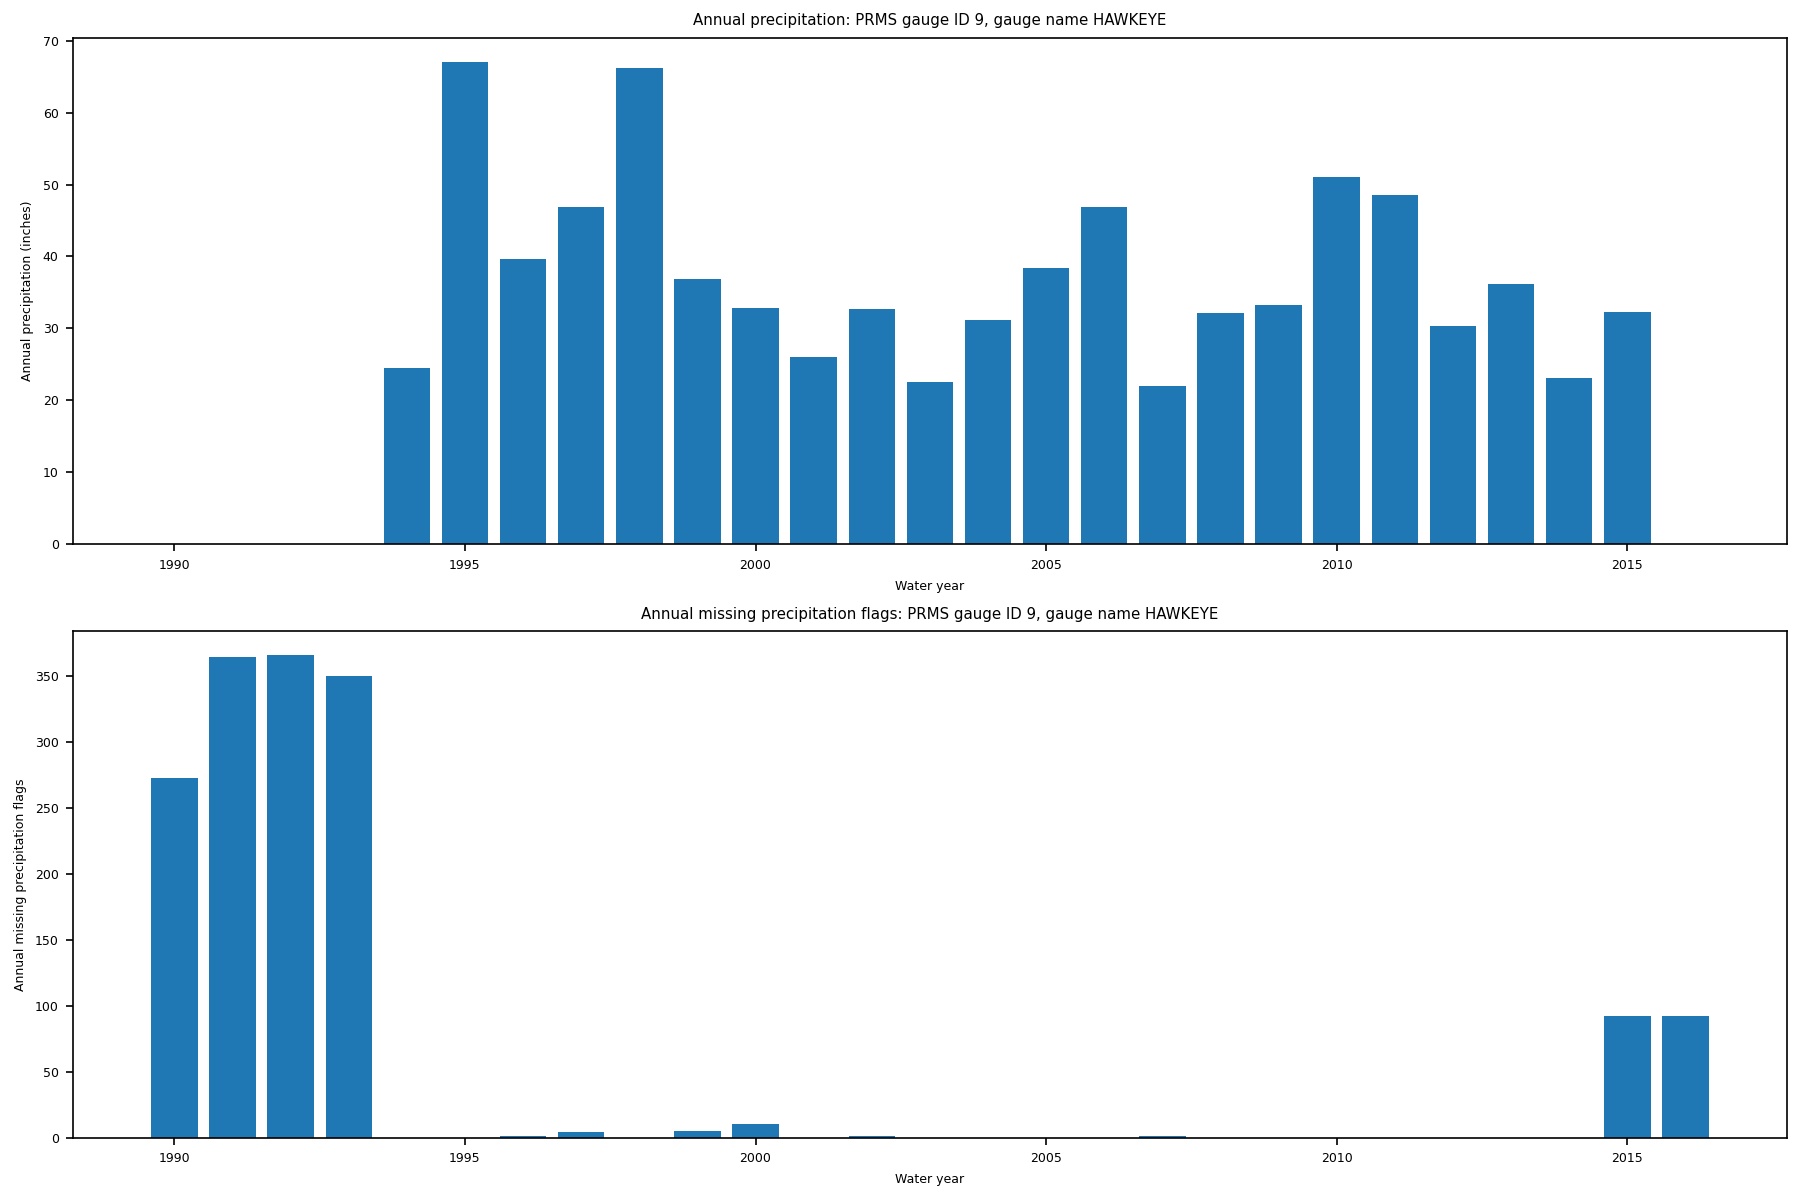 Annual precipitation: PRMS gauge ID 9, gauge name HAWKEYE
Annual precipitation (inches)
70
60
50
40
30
20
10
0
1990 1995 2000 2005 2010 2015
Water year
Annual missing precipitation flags: PRMS gauge ID 9, gauge name HAWKEYE
Annual missing precipitation flags
350
300
250
200
150
100
50
0
1990 1995 2000 2005 2010 2015
Water year